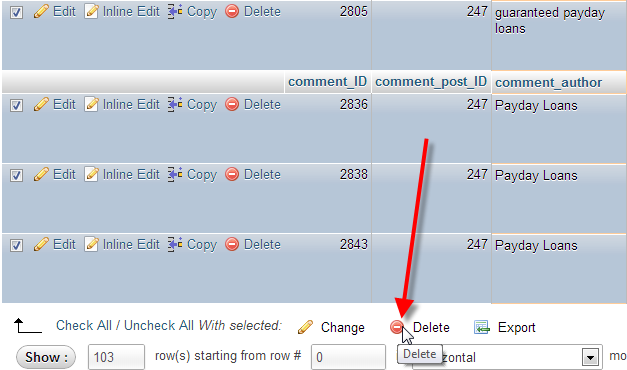 Edit Inline Edit Copy Delete 2805 247 guaranteed payday
loans
comment_ID comment_post_ID comment_author
Edit Inline Edit Copy Delete 2836 247 Payday Loans
Edit Inline Edit Copy Delete 2838 247 Payday Loans
Edit Inline Edit Copy Delete 2843 247 Payday Loans
Check All / Uncheck All With selected: Change Delete Export
Show : 103 row(s) starting from row # 0 zontal mo
Delete